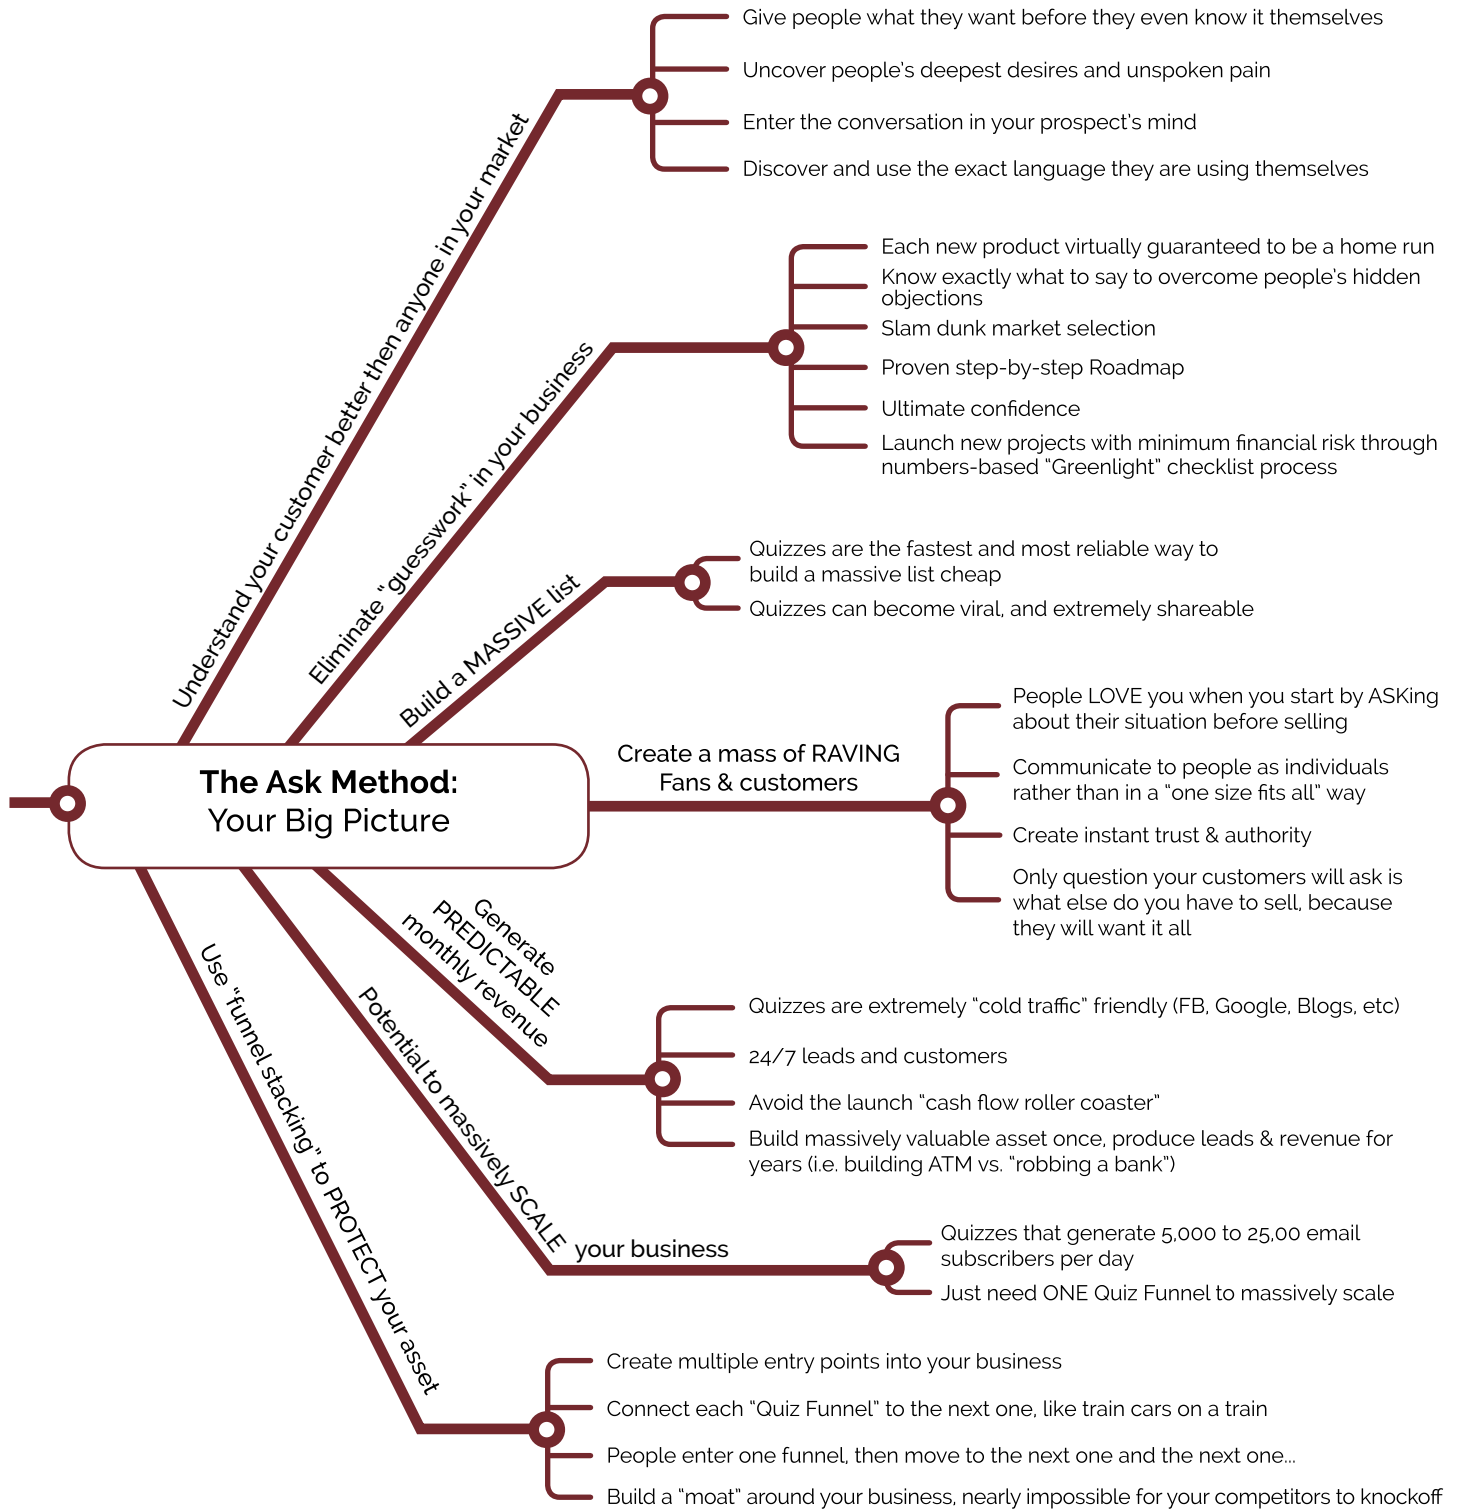 Give people what they want before they even know it themselves
Uncover people's deepest desires and unspoken pain
Enter the conversation in your prospect's mind
Discover and use the exact language they are using themselves
Understand your customer better then anyone in your market
Each new product virtually guaranteed to be a home run
Know exactly what to say to overcome people's hidden
objections
Slam dunk market selection
Proven step-by-step Roadmap
Ultimate confidence
Launch new projects with minimum financial risk through
numbers-based “Greenlight” checklist process
Eliminate “guesswork” in your business
Quizzes are the fastest and most reliable way to
build a massive list cheap
Quizzes can become viral, and extremely shareable
Build a MASSIVE list
The Ask Method:
Your Big Picture
Create a mass of RAVING
Fans & customers
People LOVE you when you start by ASKing
about their situation before selling
Communicate to people as individuals
rather than in a “one size fits all” way
Create instant trust & authority
Only question your customers will ask is
what else do you have to sell, because
they will want it all
Generate
PREDICTABLE
monthly revenue
Quizzes are extremely “cold traffic” friendly (FB, Google, Blogs, etc)
24/7 leads and customers
Avoid the launch “cash flow roller coaster”
Build massively valuable asset once, produce leads & revenue for
years (i.e. building ATM vs. “robbing a bank”)
Potential to massively SCALE your business
Quizzes that generate 5,000 to 25,00 email
subscribers per day
Just need ONE Quiz Funnel to massively scale
Use “funnel stacking” to PROTECT your asset
Create multiple entry points into your business
Connect each “Quiz Funnel” to the next one, like train cars on a train
People enter one funnel, then move to the next one and the next one...
Build a “moat” around your business, nearly impossible for your competitors to knockoff